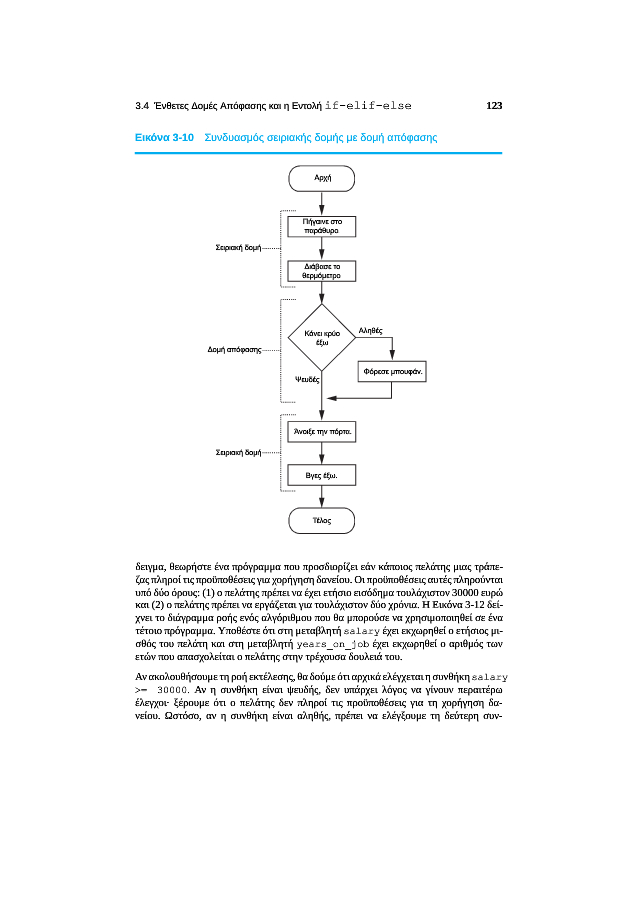 3.4 Ένθετες Δομές Απόφασης και η Εντολή if-elif-else 123
Εικόνα 3-10 Συνδυασμός σειριακής δομής με δομή απόφασης
Αρχή
Πήγαινε στο
παράθυρο
Σειριακή δομή
Διάβασε το
θερμόμετρο
Κάνει κρύο
έξω
Αληθές
Δομή απόφασης
Φόρεσε μπουφάν.
Ψευδές
Άνοιξε την πόρτα.
Σειριακή δομή
Βγες έξω.
Τέλος
δειγμα, θεωρήστε ένα πρόγραμμα που προσδιορίζει εάν κάποιος πελάτης μιας τράπε-
ζας πληροί τις προϋποθέσεις για χορήγηση δανείου. Οι προϋποθέσεις αυτές πληρούνται
υπό δύο όρους: (1) ο πελάτης πρέπει να έχει ετήσιο εισόδημα τουλάχιστον 30000 ευρώ
και (2) ο πελάτης πρέπει να εργάζεται για τουλάχιστον δύο χρόνια. Η Εικόνα 3-12 δεί-
χνει το διάγραμμα ροής ενός αλγόριθμου που θα μπορούσε να χρησιμοποιηθεί σε ένα
τέτοιο πρόγραμμα. Υποθέστε ότι στη μεταβλητή salary έχει εκχωρηθεί ο ετήσιος μι-
σθός του πελάτη και στη μεταβλητή years_on_job έχει εκχωρηθεί ο αριθμός των
ετών που απασχολείται ο πελάτης στην τρέχουσα δουλειά του.
Αν ακολουθήσουμε τη ροή εκτέλεσης, θα δούμε ότι αρχικά ελέγχεται η συνθήκη salary
>= 30000. Αν η συνθήκη είναι ψευδής, δεν υπάρχει λόγος να γίνουν περαιτέρω
έλεγχοι· ξέρουμε ότι ο πελάτης δεν πληροί τις προϋποθέσεις για τη χορήγηση δα-
νείου. Ωστόσο, αν η συνθήκη είναι αληθής, πρέπει να ελέγξουμε τη δεύτερη συν-